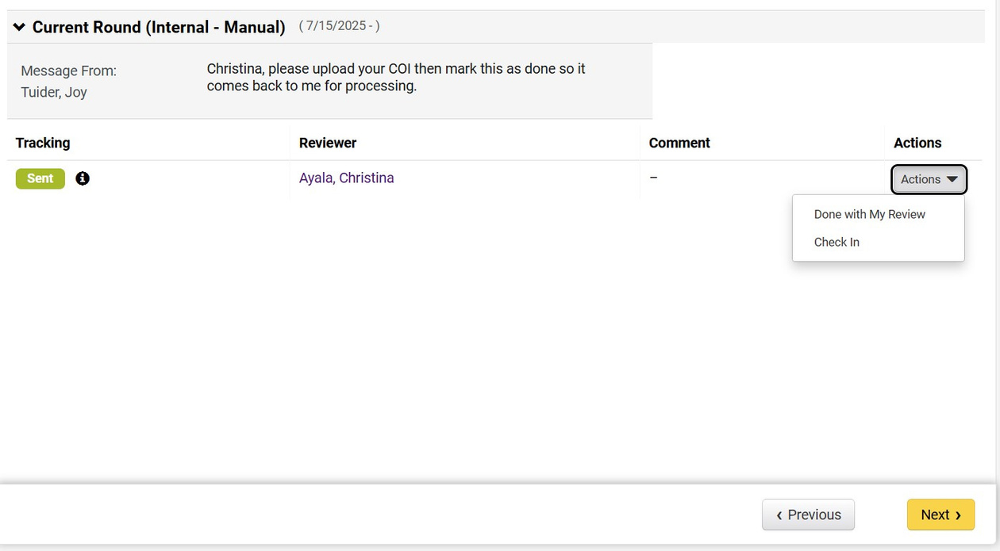 Current Round (Internal - Manual) ( 7/15/2025 - )
Message From:
Tuider, Joy
Christina, please upload your COI then mark this as done so it
comes back to me for processing.
Tracking Reviewer Comment Actions
Sent Ayala, Christina – Actions
Done with My Review
Check In
‹ Previous Next ›